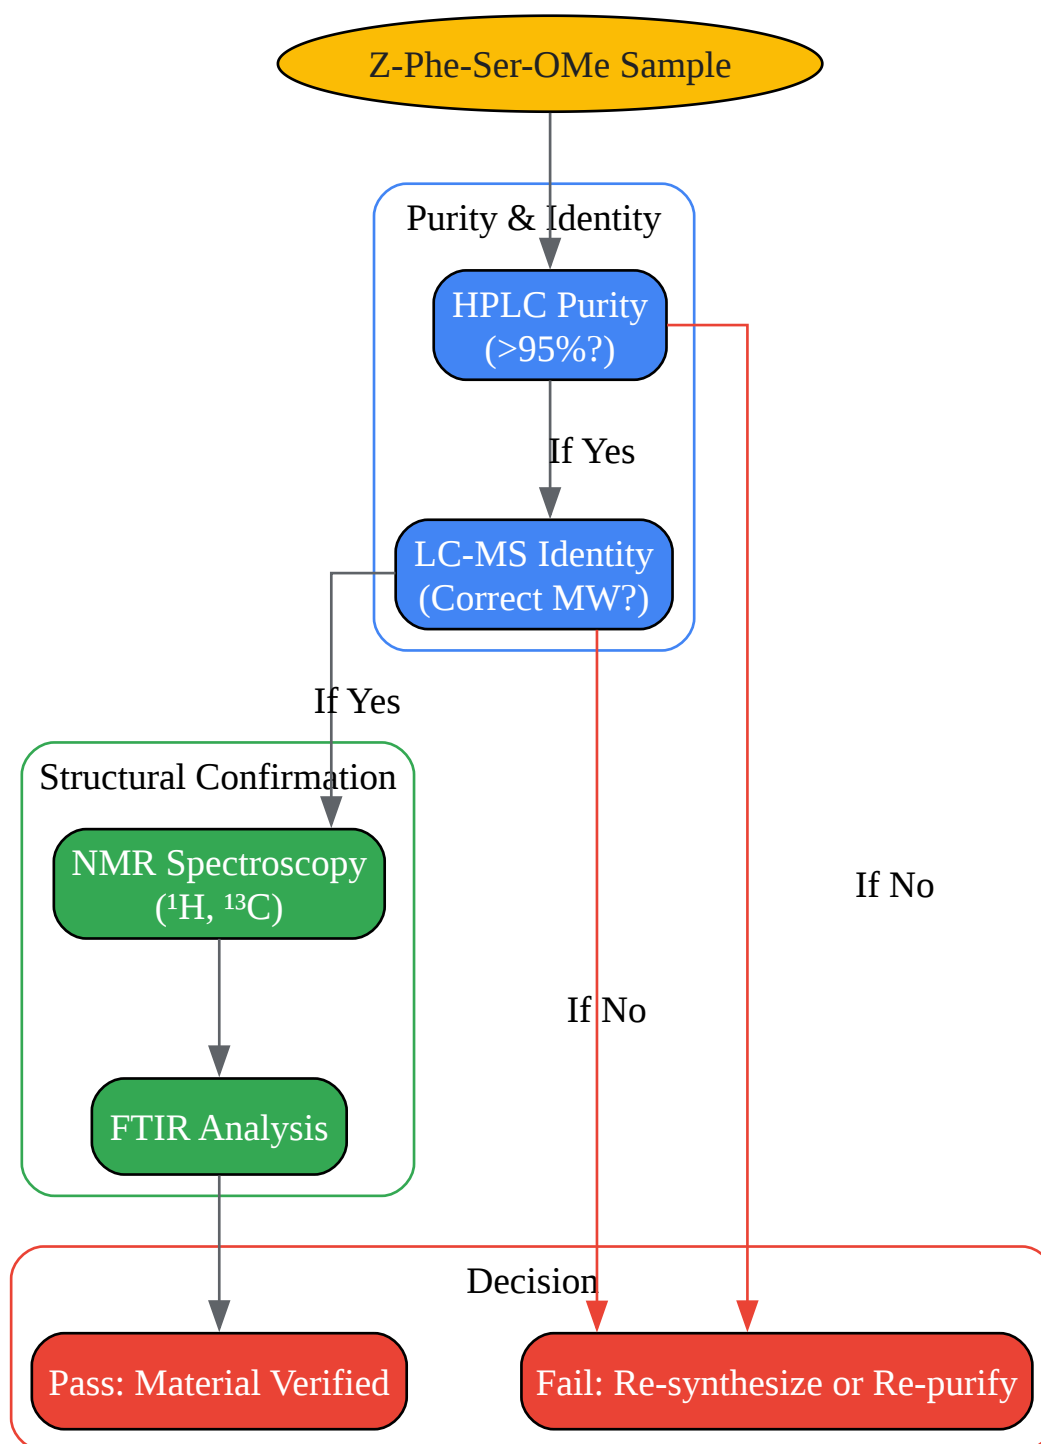 Z-Phe-Ser-OMe Sample
Purity & Identity
HPLC Purity
(>95%?)
If Yes
LC-MS Identity
(Correct MW?)
If Yes
Structural Confirmation
NMR Spectroscopy
(¹H, ¹³C)
If No
If No
FTIR Analysis
Decision
Pass: Material Verified
Fail: Re-synthesize or Re-purify